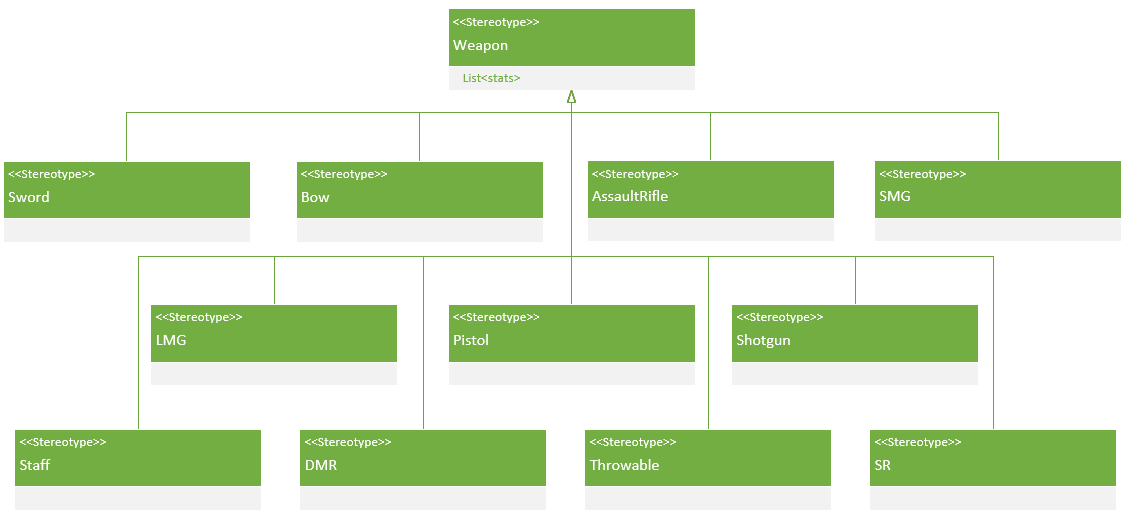 <<Stereotype>>
Weapon
List<stats>
<<Stereotype>>
Sword
<<Stereotype>>
Bow
<<Stereotype>>
AssaultRifle
<<Stereotype>>
SMG
<<Stereotype>>
LMG
<<Stereotype>>
Pistol
<<Stereotype>>
Shotgun
<<Stereotype>>
Staff
<<Stereotype>>
DMR
<<Stereotype>>
Throwable
<<Stereotype>>
SR